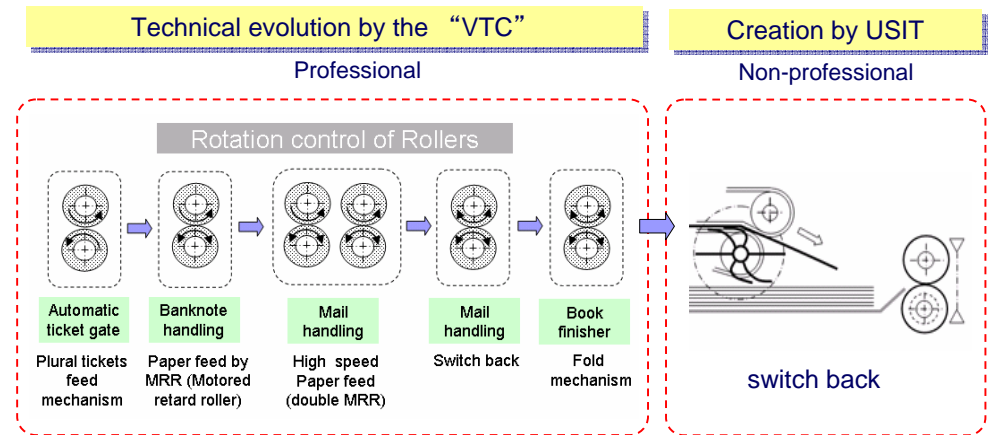 Technical evolution by the “VTC”
Creation by USIT
Professional
Non-professional
Rotation control of Rollers
Automatic
ticket gate
Plural tickets
feed
mechanism
Banknote
handling
Paper feed by
MRR (Motored
retard roller)
Mail
handling
High speed
Paper feed
(double MRR)
Mail
handling
Switch back
Book
finisher
Fold
mechanism
switch back